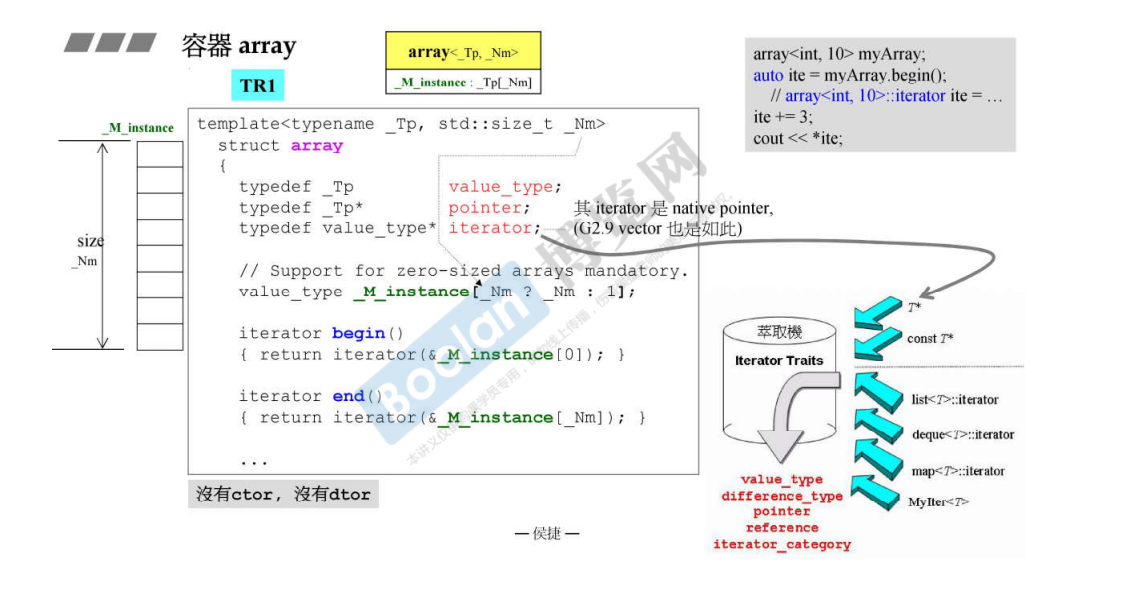 容器 array
TR1
array<_Tp, _Nm>
_M_instance : _Tp[_Nm]
array<int, 10> myArray;
auto ite = myArray.begin();
// array<int, 10>::iterator ite = …
ite += 3;
cout << *ite;
_M_instance
size
_Nm
template<typename _Tp, std::size_t _Nm>
struct array
{
typedef _Tp value_type;
typedef _Tp* pointer;
typedef value_type* iterator;
其 iterator 是 native pointer,
(G2.9 vector 也是如此)
// Support for zero-sized arrays mandatory.
value_type _M_instance[_Nm ? _Nm : 1];
iterator begin()
{ return iterator(&_M_instance[0]); }
iterator end()
{ return iterator(&_M_instance[_Nm]); }
...
沒有ctor, 沒有dtor
萃取機
Iterator Traits
T*
const T*
list<T>::iterator
deque<T>::iterator
map<T>::iterator
MyIter<T>
value_type
difference_type
pointer
reference
iterator_category
— 侯捷 —
Boolan
博览网